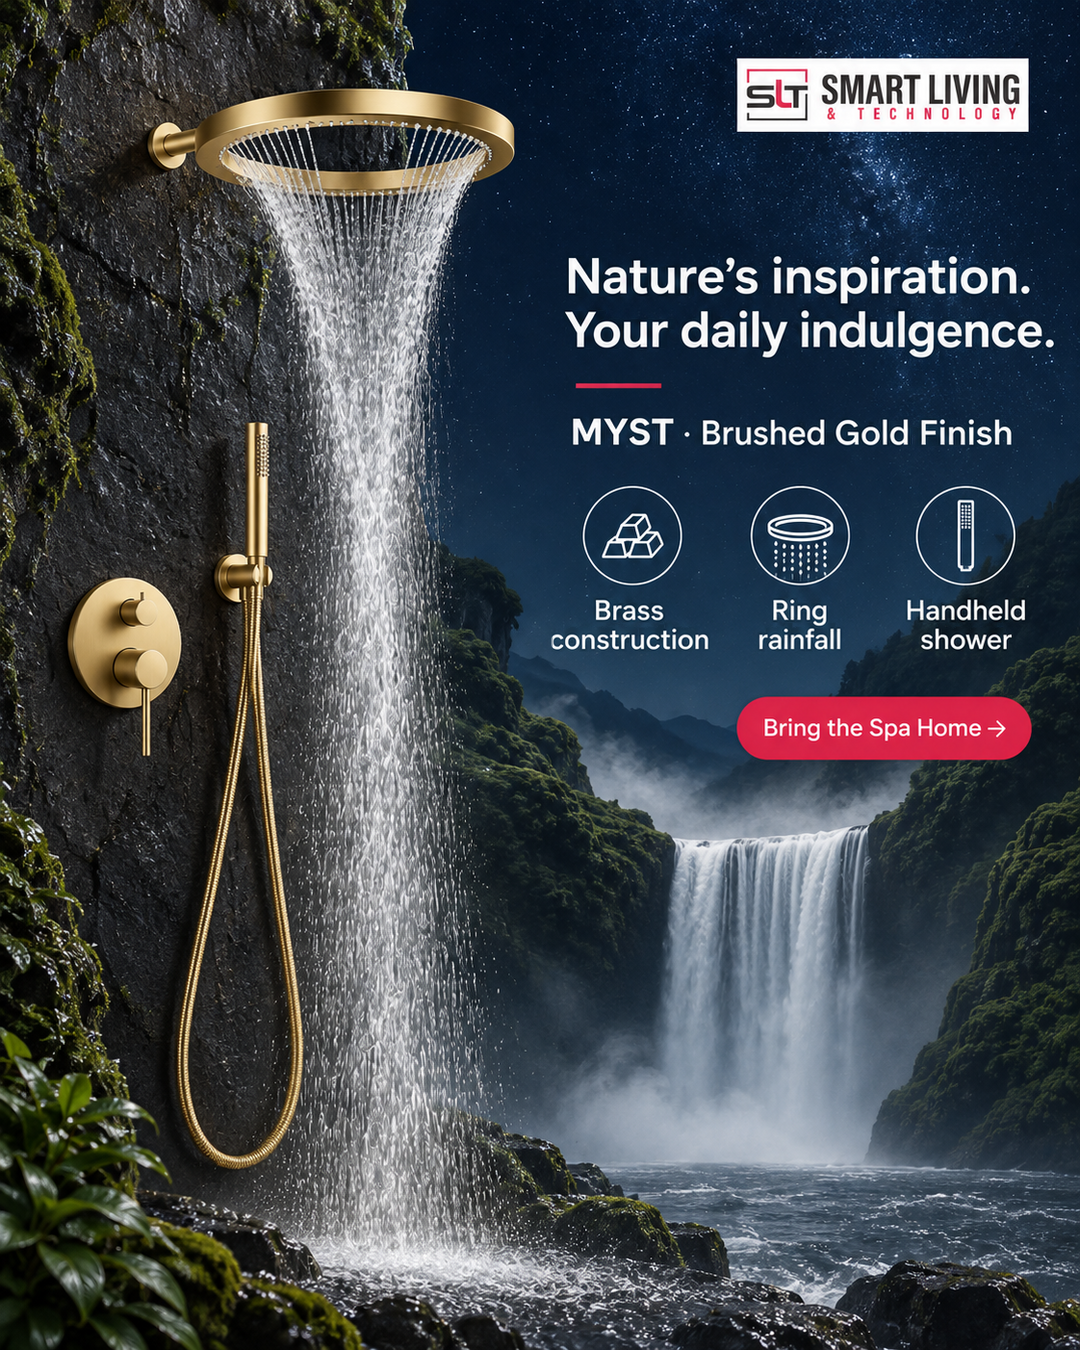 SLT SMART LIVING
& TECHNOLOGY
Nature's inspiration.
Your daily indulgence.
MYST · Brushed Gold Finish
Brass
construction
Ring
rainfall
Handheld
shower
Bring the Spa Home →